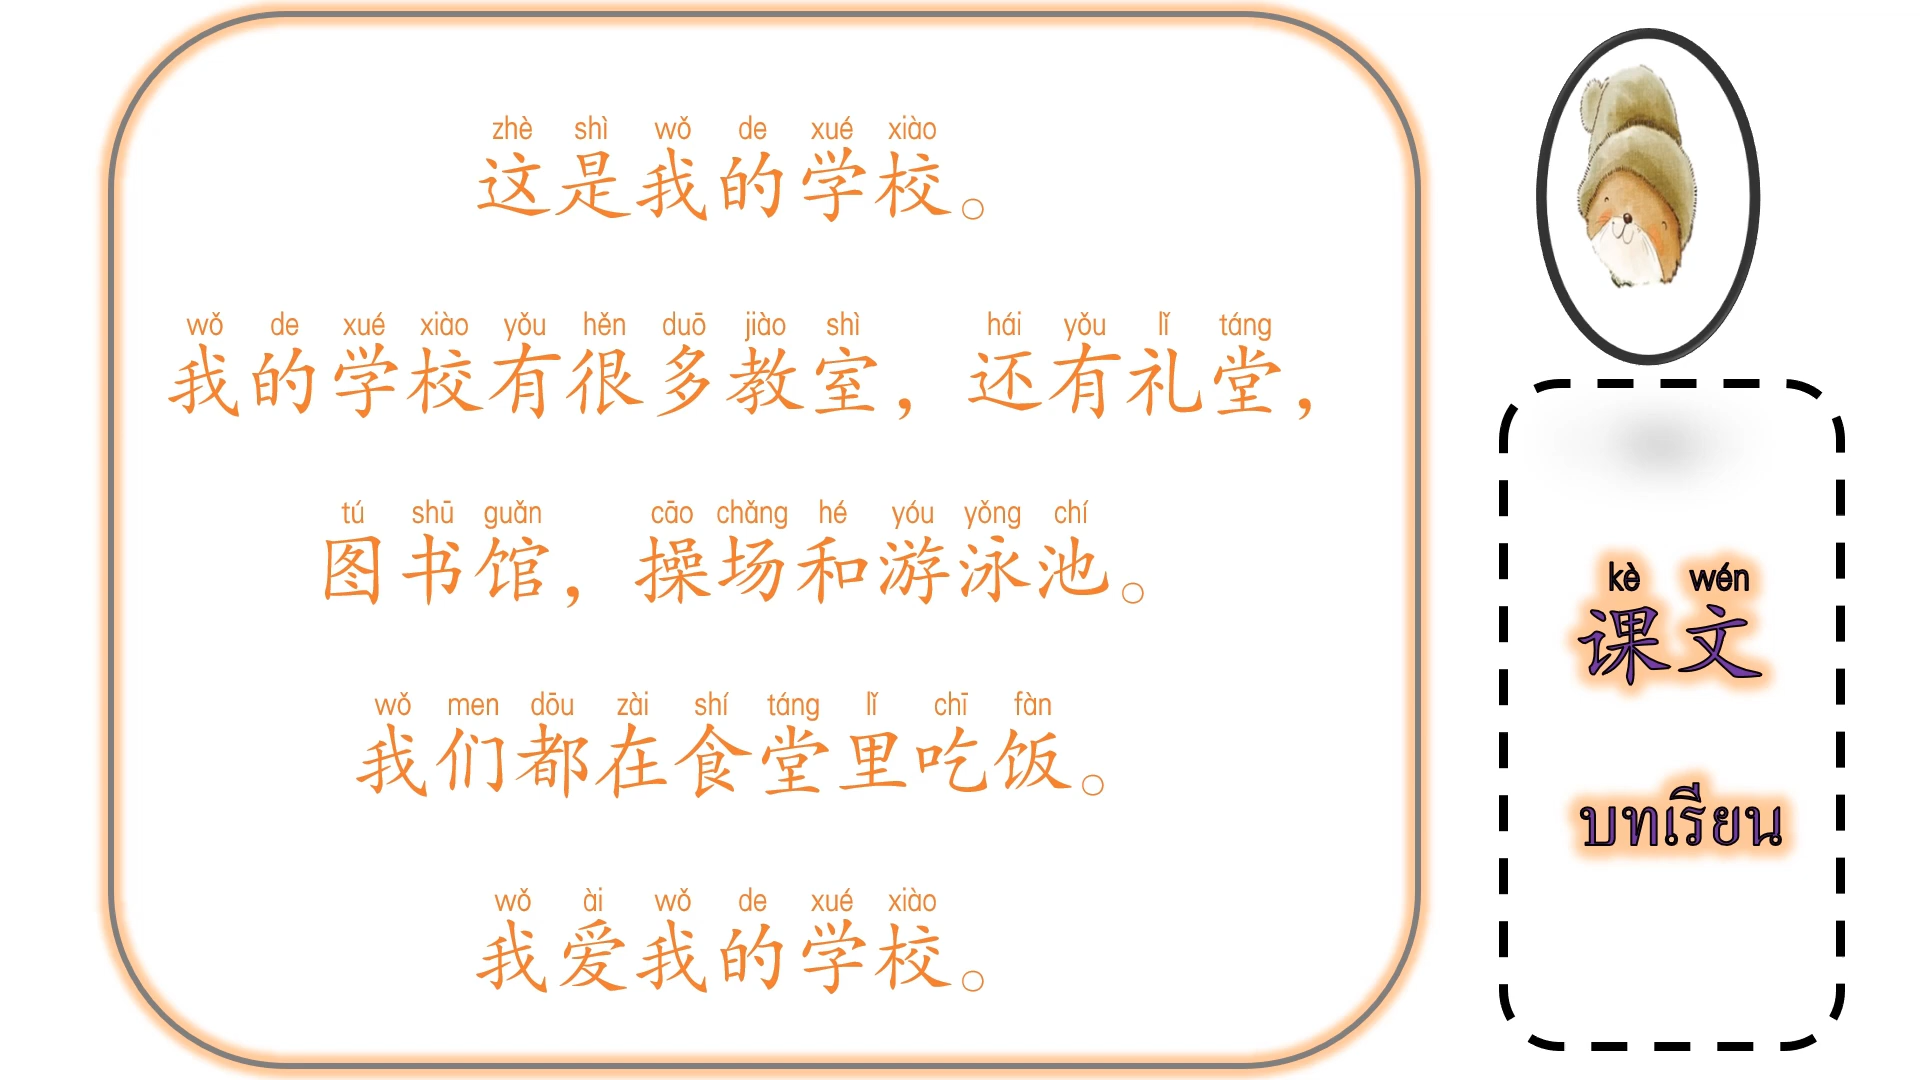 zhè shì wǒ de xué xiào
这是我的学校。
wǒ de xué xiào yǒu hěn duō jiào shì hái yǒu lǐ táng
我的学校有很多教室，还有礼堂，
tú shū guǎn cāo chǎng hé yóu yǒng chí
图书馆，操场和游泳池。
wǒ men dōu zài shí táng lǐ chī fàn
我们都在食堂里吃饭。
wǒ ài wǒ de xué xiào
我爱我的学校。
kè wén
课文
บทเรียน